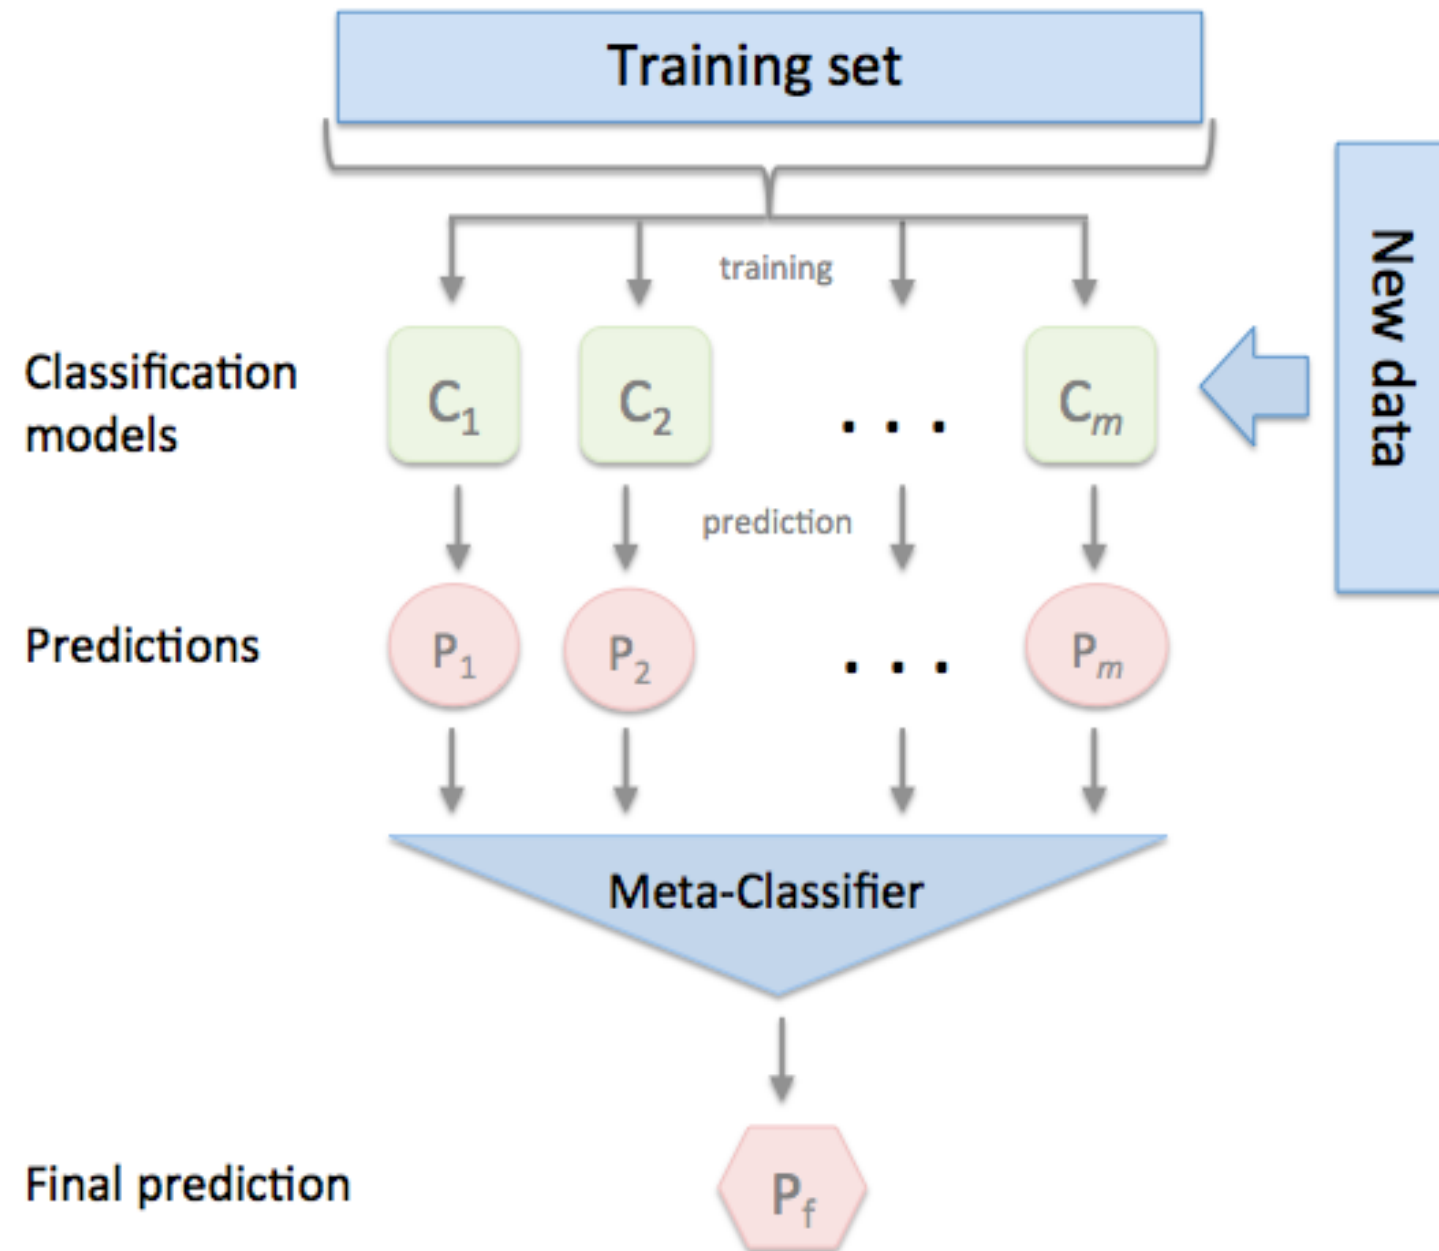 Training set
New data
training
Classification
models
C1
C2
. . .
Cm
prediction
Predictions
P1
P2
. . .
Pm
Meta-Classifier
Final prediction
Pf